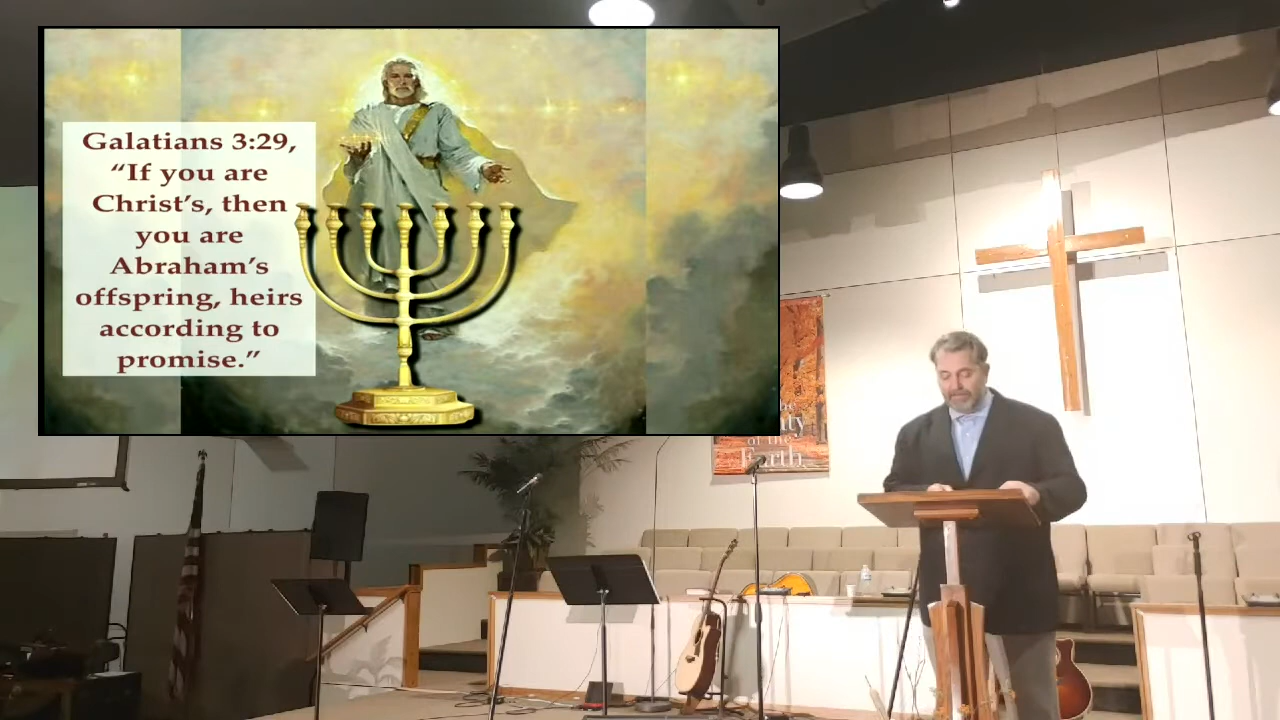 Galatians 3:29,
“If you are
Christ’s, then
you are
Abraham’s
offspring, heirs
according to
promise.”
of the
Earth